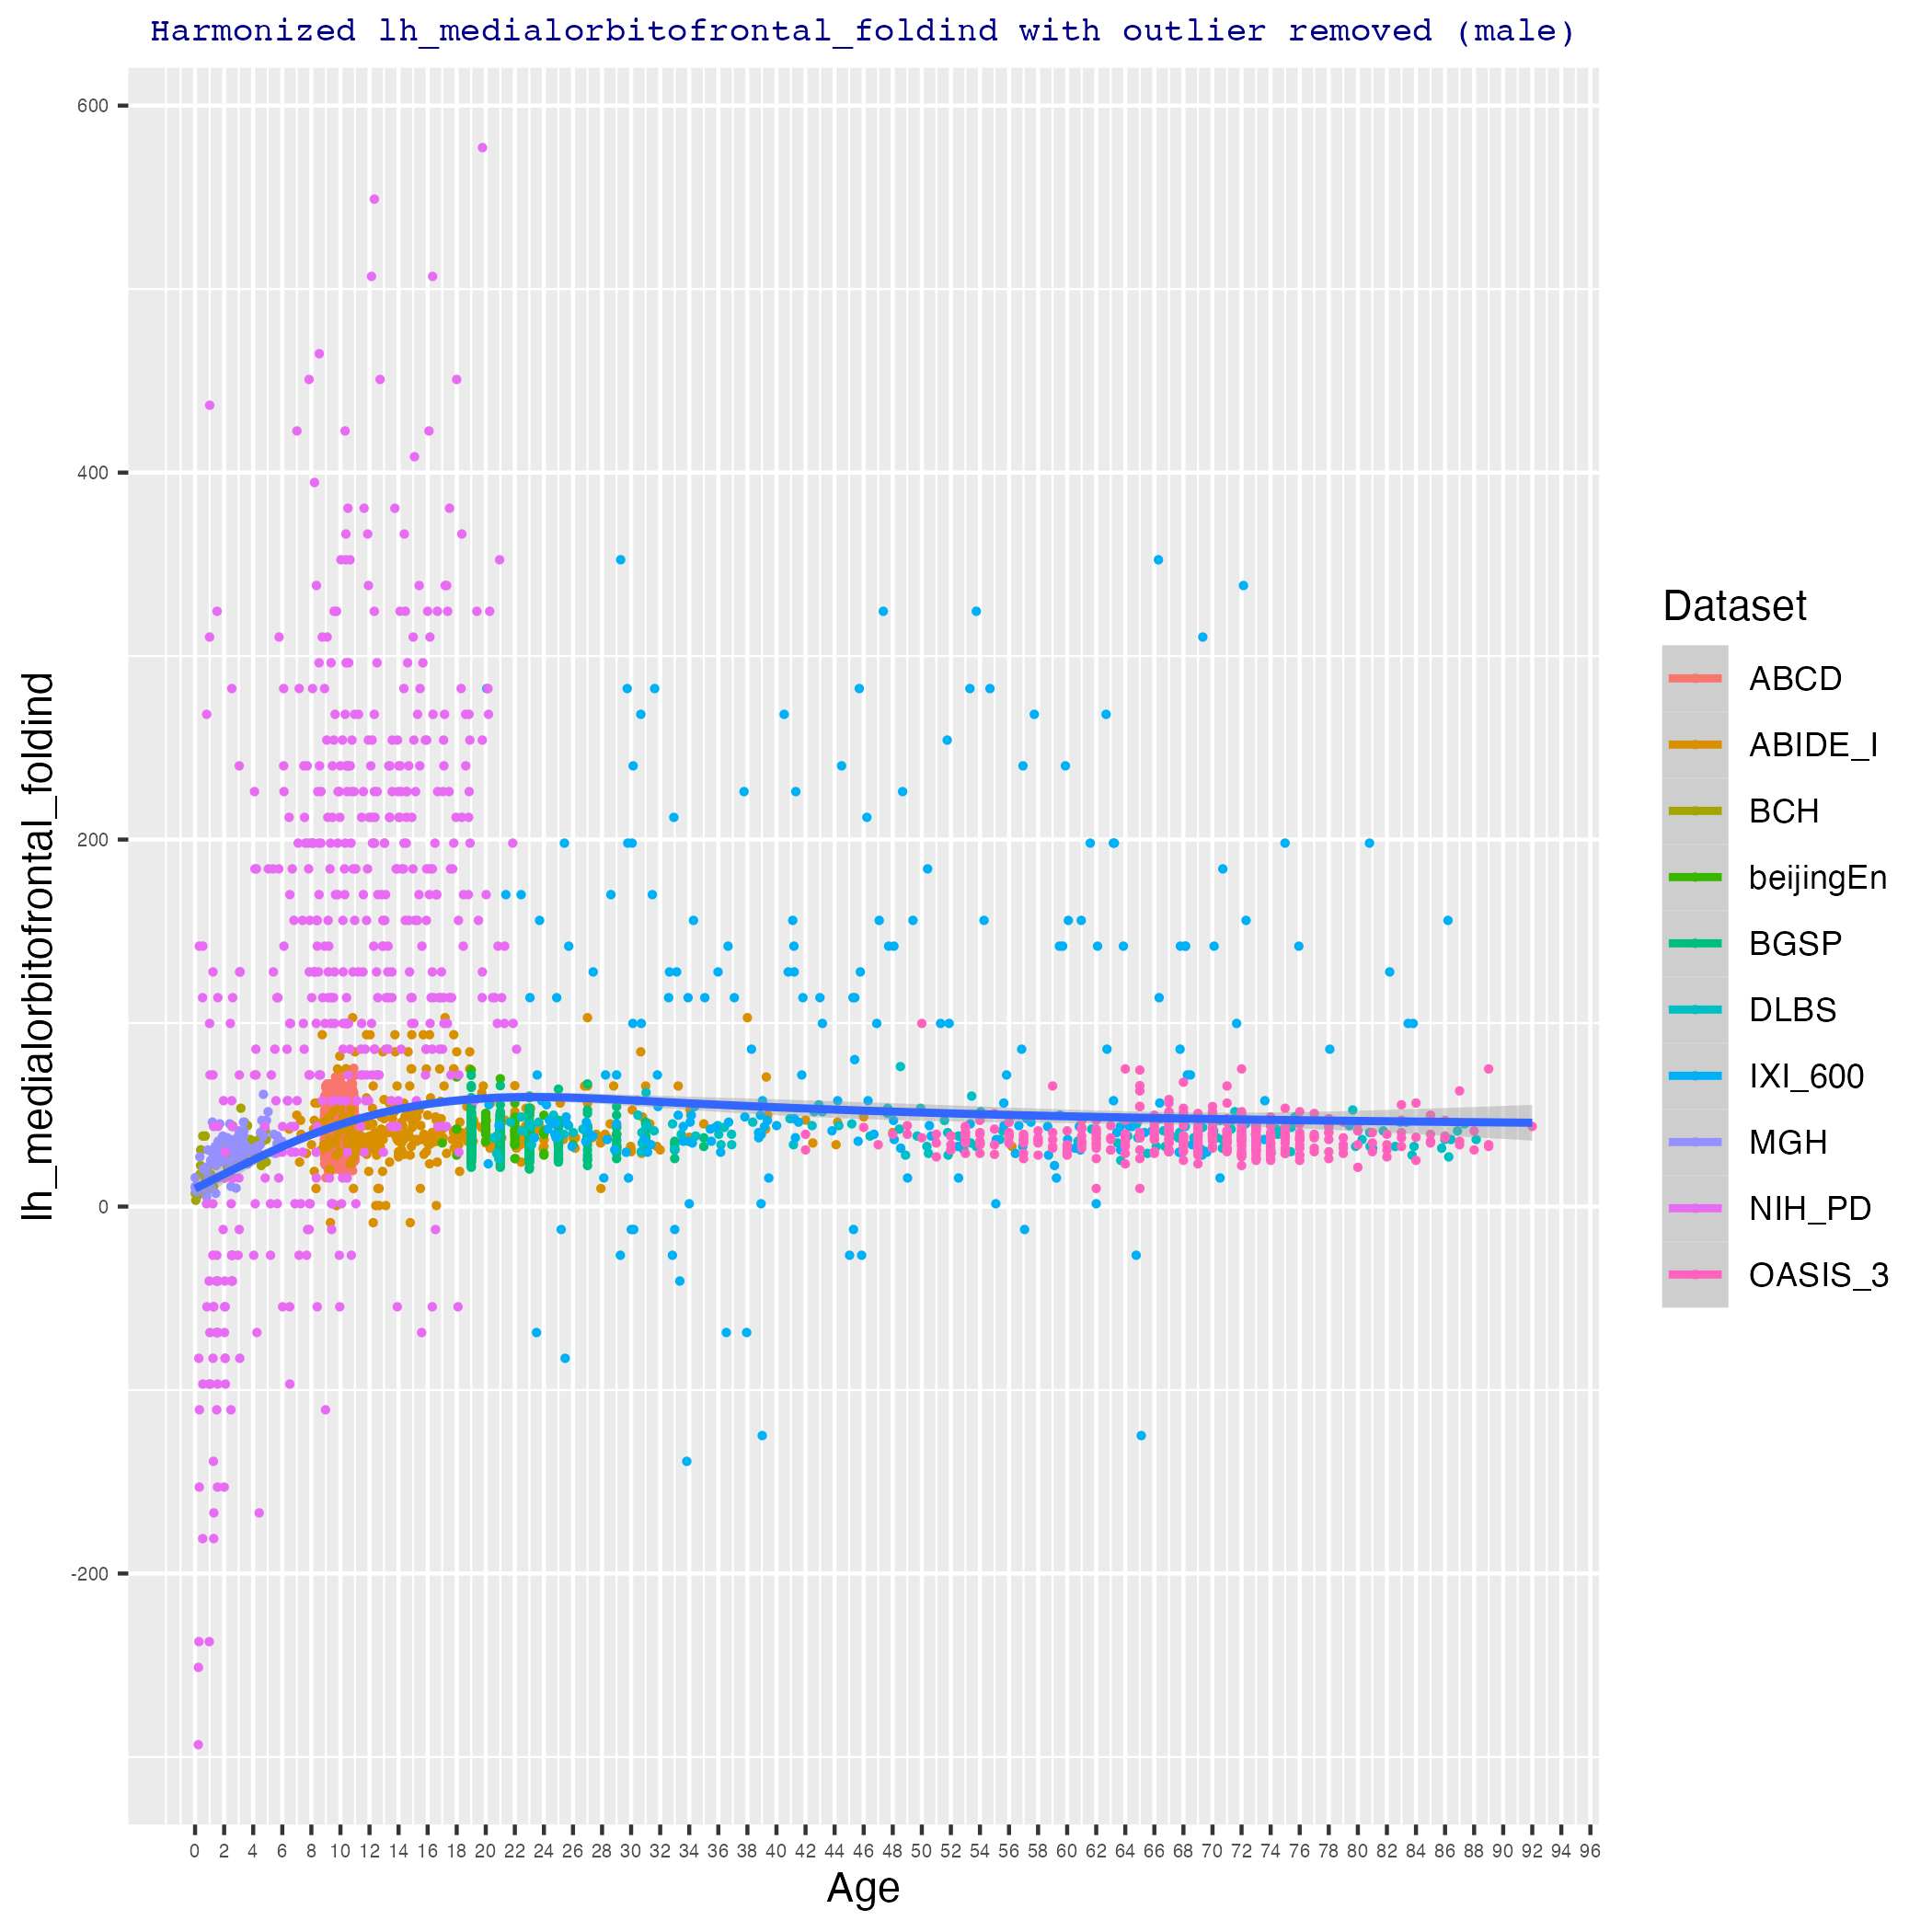 Harmonized lh_medialorbitofrontal_foldind with outlier removed (male)
lh_medialorbitofrontal_foldind
600
400
200
0
-200
0 2 4 6 8 10 12 14 16 18 20 22 24 26 28 30 32 34 36 38 40 42 44 46 48 50 52 54 56 58 60 62 64 66 68 70 72 74 76 78 80 82 84 86 88 90 92 94 96
Age
Dataset
ABCD
ABIDE_I
BCH
beijingEn
BGSP
DLBS
IXI_600
MGH
NIH_PD
OASIS_3